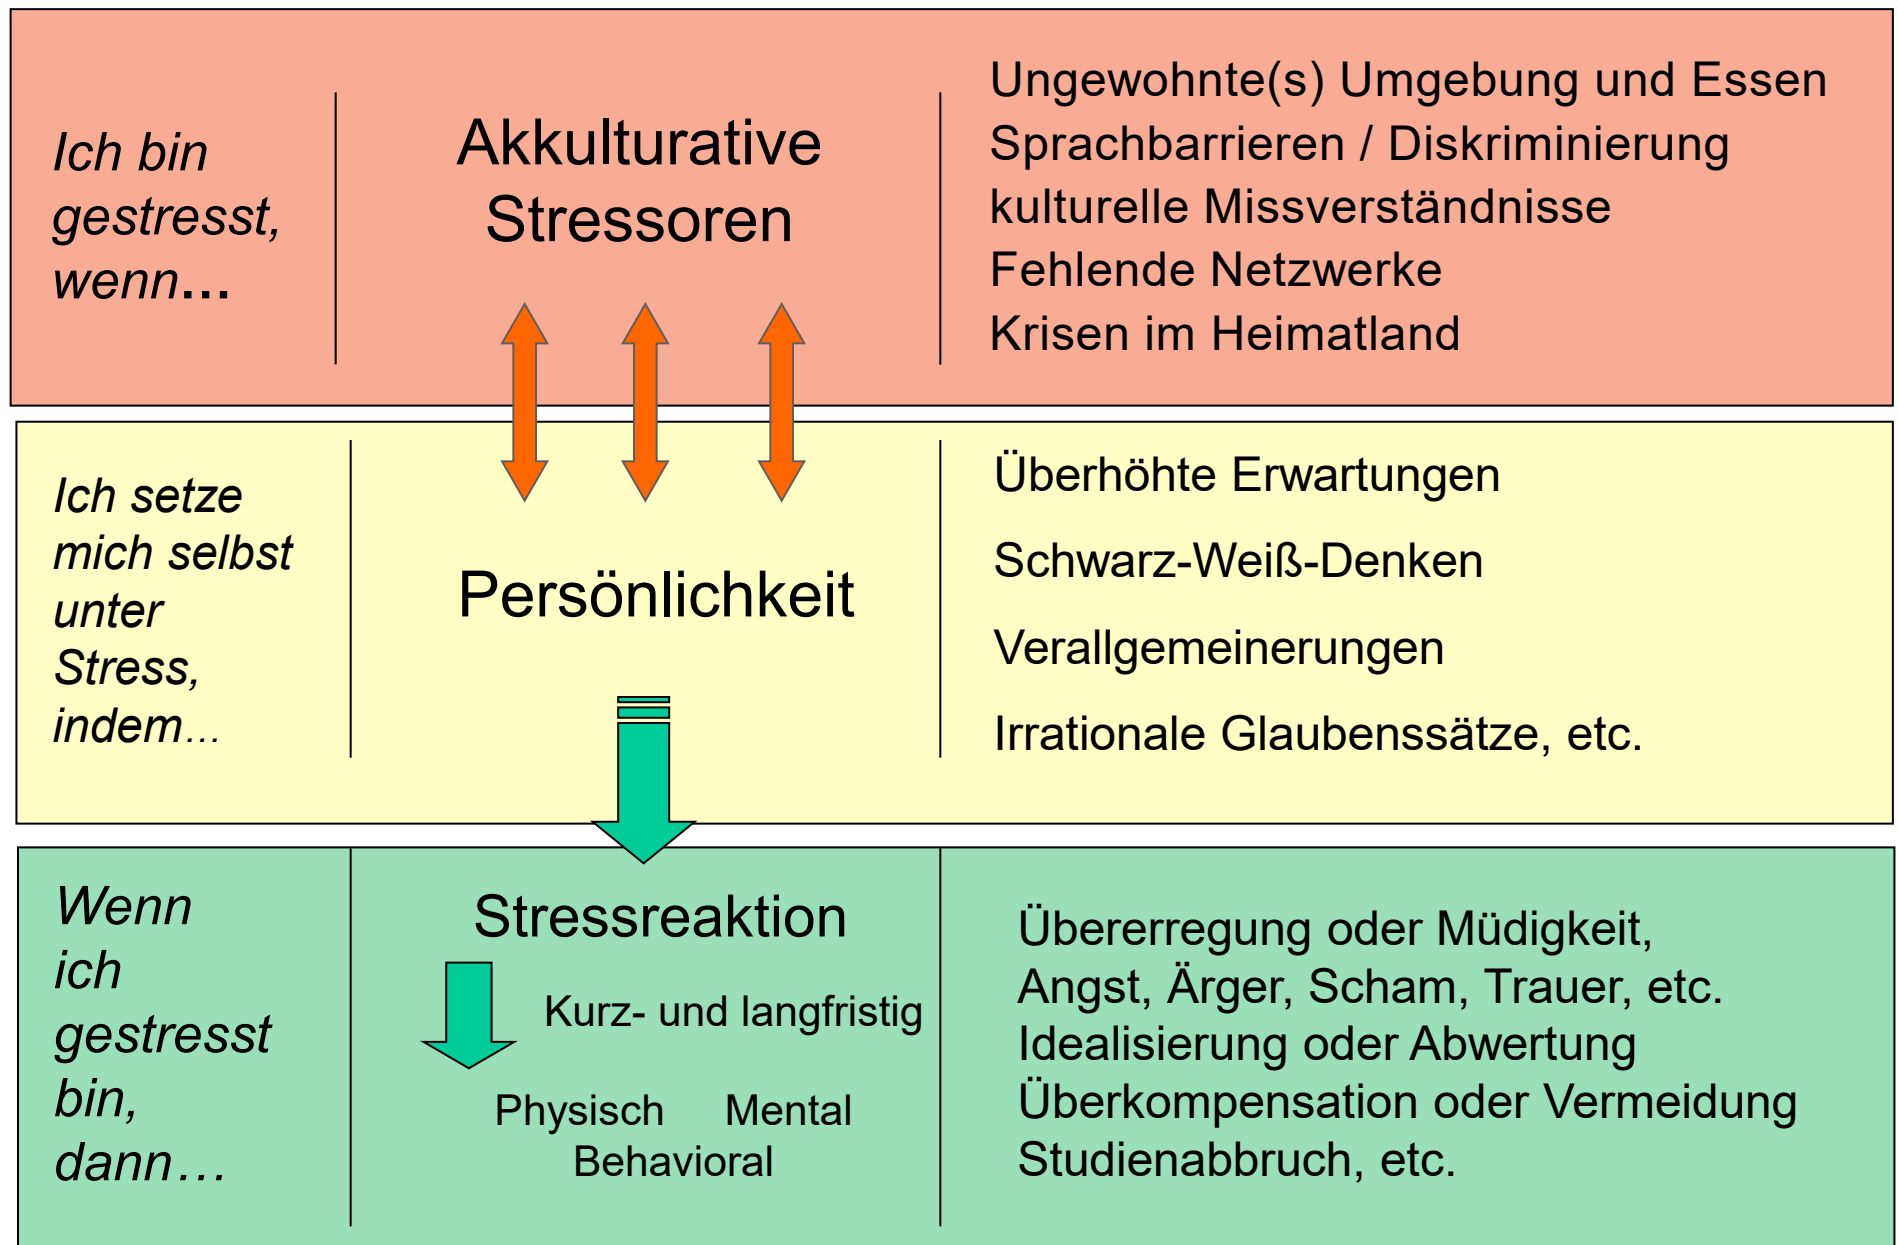 Ich bin
gestresst,
wenn...
Akkulturative
Stressoren
Ungewohnte(s) Umgebung und Essen
Sprachbarrieren / Diskriminierung
kulturelle Missverständnisse
Fehlende Netzwerke
Krisen im Heimatland
Ich setze
mich selbst
unter
Stress,
indem...
Persönlichkeit
Überhöhte Erwartungen
Schwarz-Weiß-Denken
Verallgemeinerungen
Irrationale Glaubenssätze, etc.
Wenn
ich
gestresst
bin,
dann...
Stressreaktion
Kurz- und langfristig
Physisch Mental
Behavioral
Übererregung oder Müdigkeit,
Angst, Ärger, Scham, Trauer, etc.
Idealisierung oder Abwertung
Überkompensation oder Vermeidung
Studienabbruch, etc.